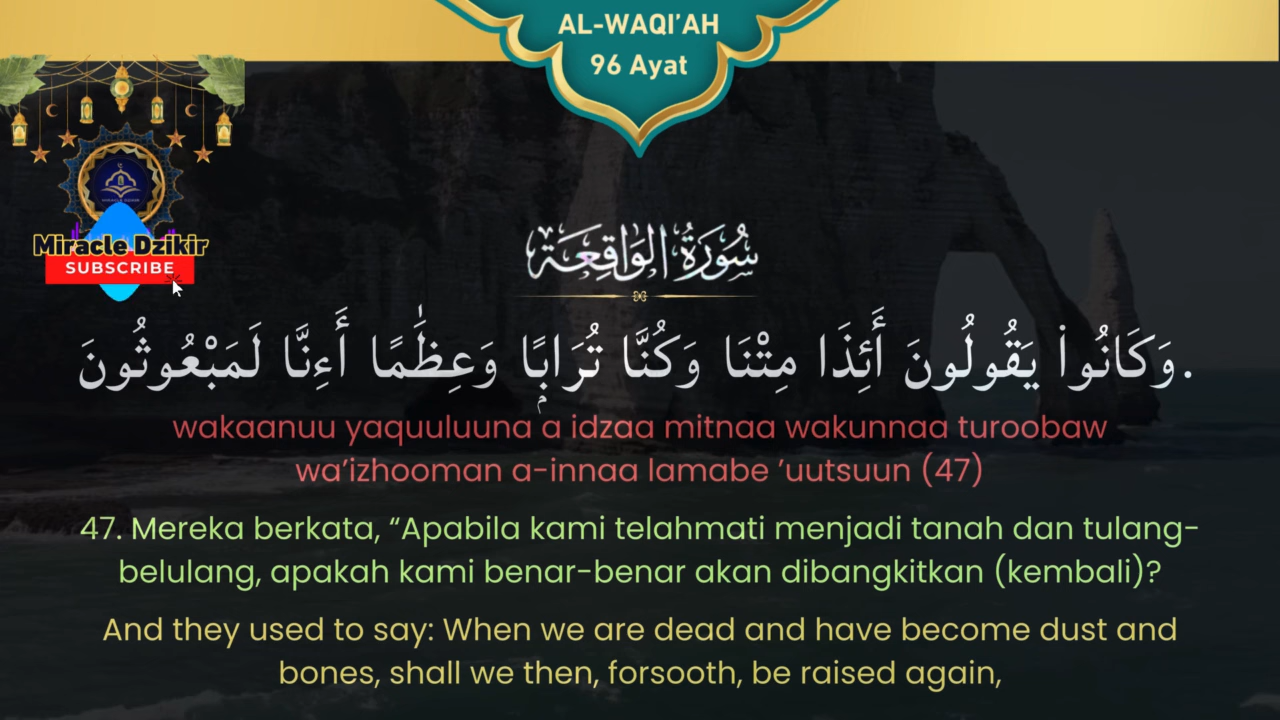 AL-WAQI'AH
96 Ayat
Miracle Dzikir
SUBSCRIBE
سُورَةُ الوَاقِعَة
وَكَانُوا۟ يَقُولُونَ أَئِذَا مِتْنَا وَكُنَّا تُرَابًۭا وَعِظَٰمًا أَءِنَّا لَمَبْعُوثُونَ.
wakaanuu yaquuluuna a idzaa mitnaa wakunnaa turoobaw
wa'izhooman a-innaa lamabe 'uutsuun (47)
47. Mereka berkata, “Apabila kami telahmati menjadi tanah dan tulang-
belulang, apakah kami benar-benar akan dibangkitkan (kembali)?
And they used to say: When we are dead and have become dust and
bones, shall we then, forsooth, be raised again,